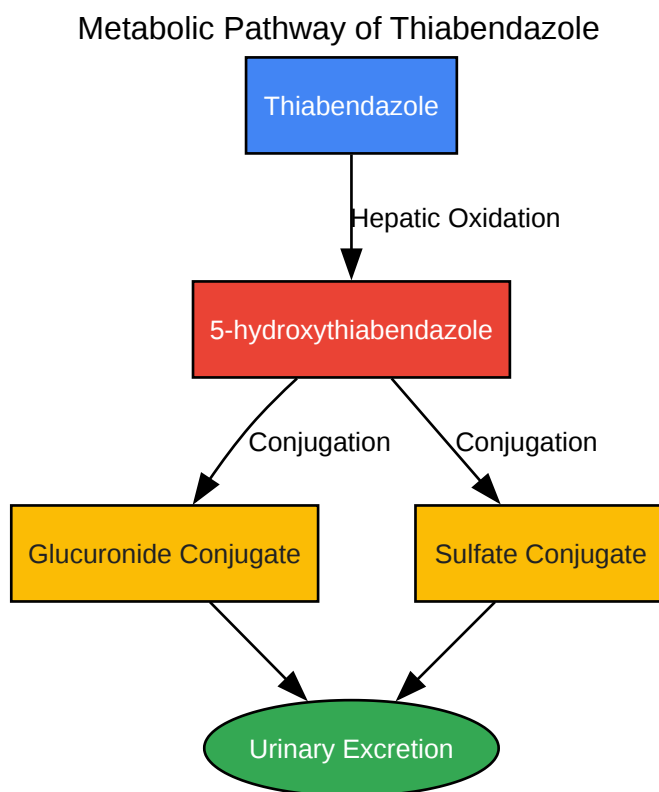 Metabolic Pathway of Thiabendazole
Thiabendazole
Hepatic Oxidation
5-hydroxythiabendazole
Conjugation
Conjugation
Glucuronide Conjugate
Sulfate Conjugate
Urinary Excretion